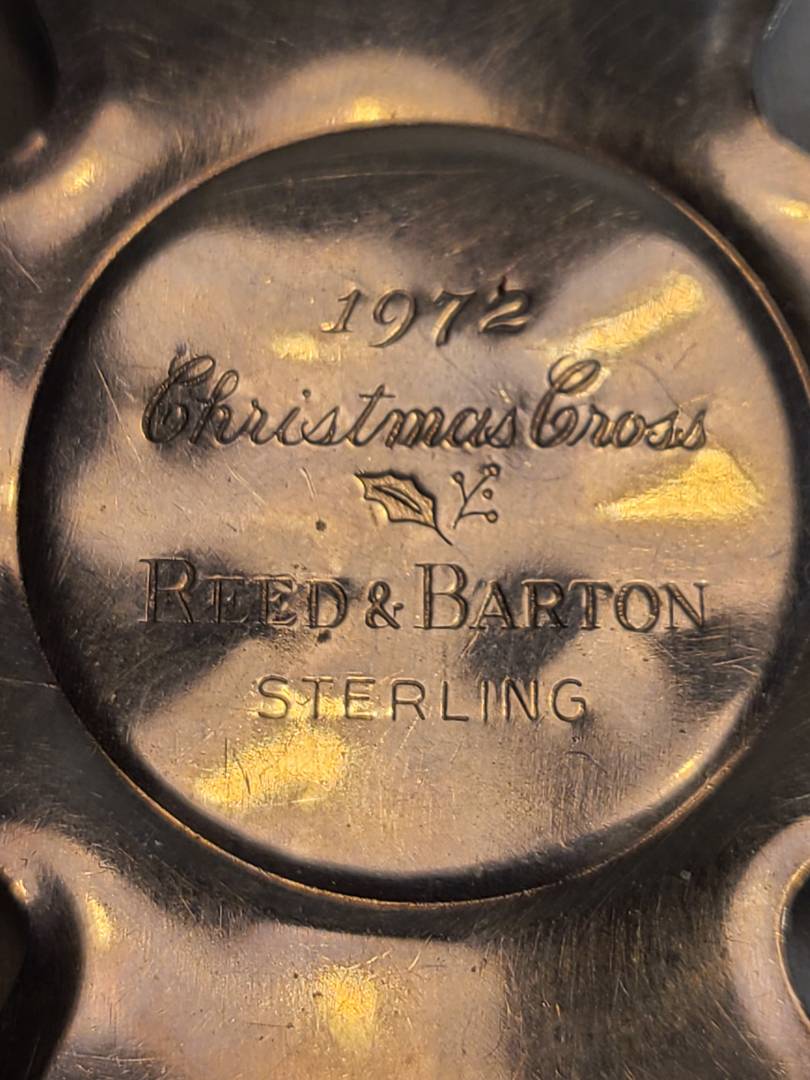 1972
Christmas Cross
REED & BARTON
STERLING